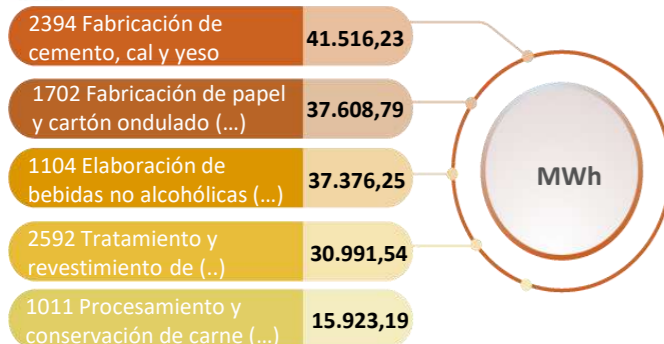 2394 Fabricación de
cemento, cal y yeso
41.516,23
1702 Fabricación de papel
y cartón ondulado (...)
37.608,79
1104 Elaboración de
bebidas no alcohólicas (...)
37.376,25
2592 Tratamiento y
revestimiento de (..)
30.991,54
1011 Procesamiento y
conservación de carne (...)
15.923,19
MWh